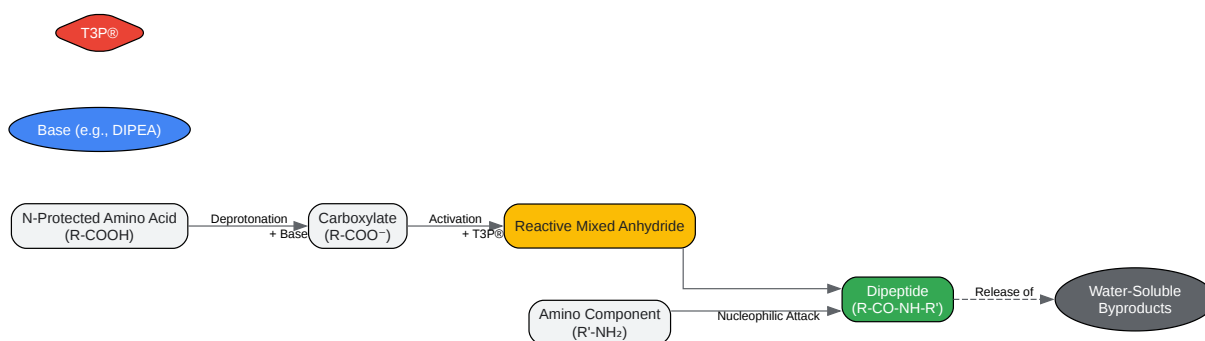 T3P®
Base (e.g., DIPEA)
N-Protected Amino Acid
(R-COOH)
Deprotonation
+ Base
Carboxylate
(R-COO⁻)
Activation
+ T3P®
Reactive Mixed Anhydride
Amino Component
(R'-NH₂)
Nucleophilic Attack
Dipeptide
(R-CO-NH-R')
Release of
Water-Soluble
Byproducts